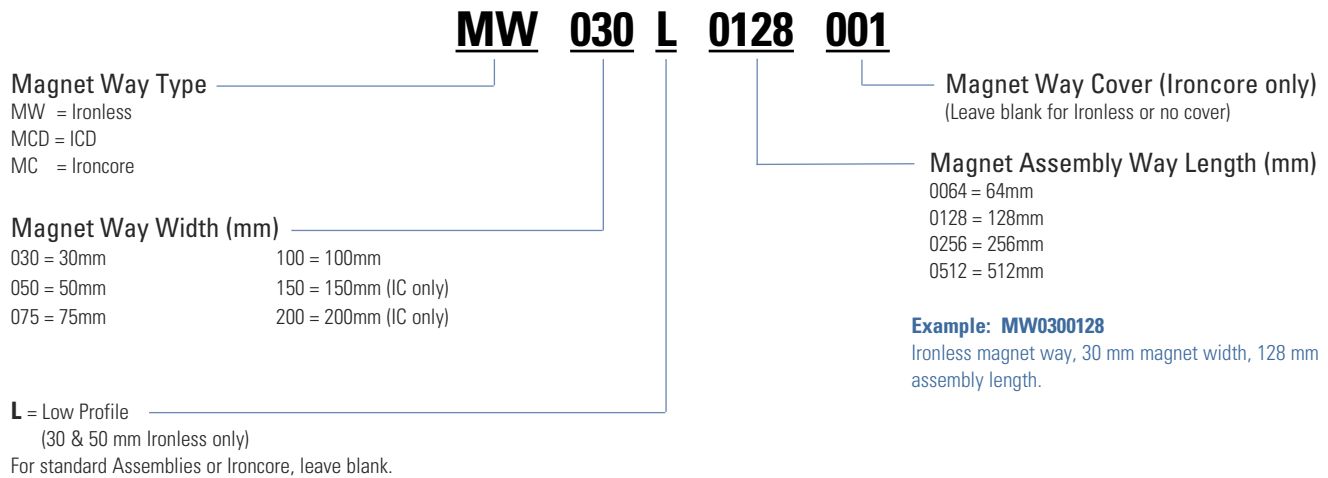 MW 030 L 0128 001
Magnet Way Type
MW = Ironless
MCD = ICD
MC = Ironcore
Magnet Way Width (mm)
030 = 30mm 100 = 100mm
050 = 50mm 150 = 150mm (IC only)
075 = 75mm 200 = 200mm (IC only)
L = Low Profile
(30 & 50 mm Ironless only)
For standard Assemblies or Ironcore, leave blank.
Magnet Way Cover (Ironcore only)
(Leave blank for Ironless or no cover)
Magnet Assembly Way Length (mm)
0064 = 64mm
0128 = 128mm
0256 = 256mm
0512 = 512mm
Example: MW0300128
Ironless magnet way, 30 mm magnet width, 128 mm
assembly length.